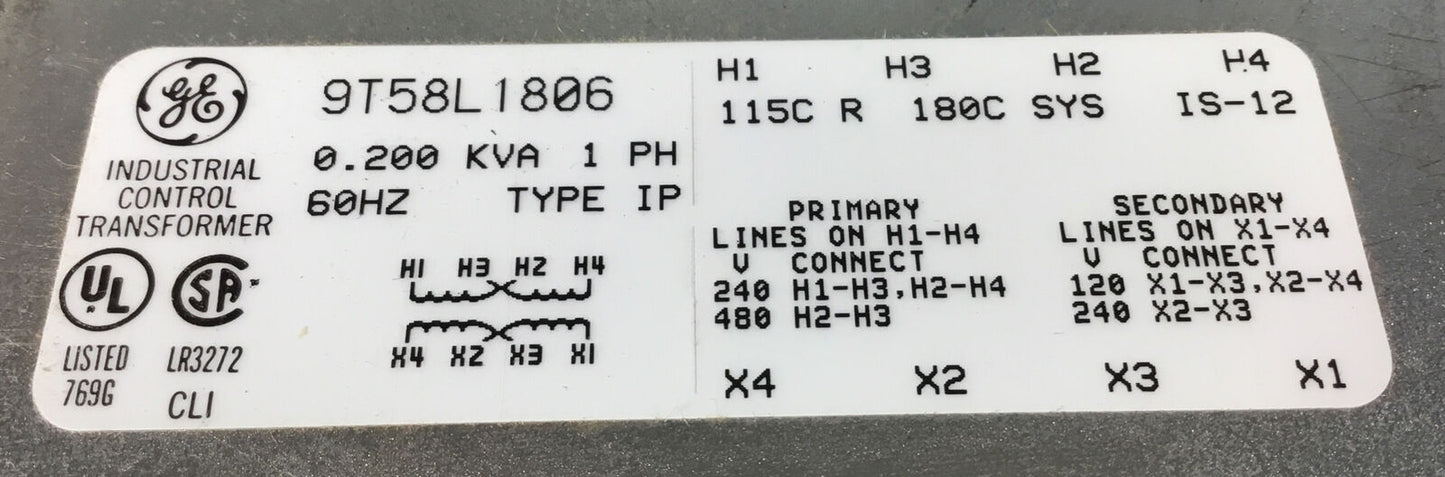 GE
INDUSTRIAL
CONTROL
TRANSFORMER
UL
SA
LISTED
769G
LR3272
CLI
9T58L1806
0.200 KVA 1 PH
60HZ TYPE IP
H1 H3 H2 H4
X4 X2 X3 X1
H1 H3 H2 H4
115C R 180C SYS IS-12
PRIMARY
LINES ON H1-H4
V CONNECT
240 H1-H3,H2-H4
480 H2-H3
SECONDARY
LINES ON X1-X4
V CONNECT
120 X1-X3,X2-X4
240 X2-X3
X4 X2 X3 X1